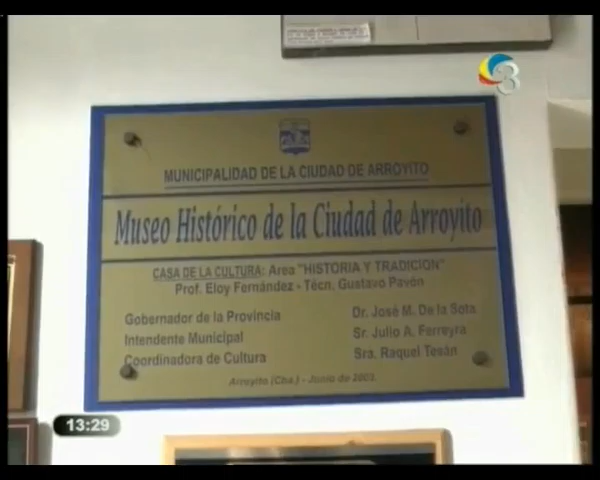 3
MUNICIPALIDAD DE LA CIUDAD DE ARROYITO
Museo Histórico de la Ciudad de Arroyito
CASA DE LA CULTURA: Area "HISTORIA Y TRADICION"
Prof. Eloy Fernández - Técn. Gustavo Pavón
Gobernador de la Provincia Dr. José M. De la Sota
Intendente Municipal Sr. Julio A. Ferreyra
Coordinadora de Cultura Sra. Raquel Tesán
Arroyito (Cba.) - Junio de 2001
13:29